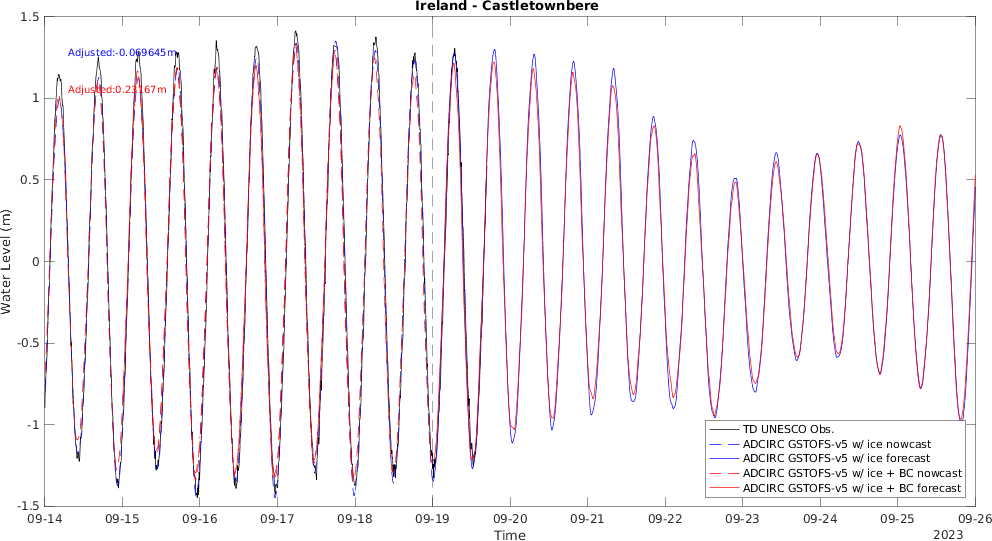 Ireland - Castletownbere
1.5
1
0.5
0
-0.5
-1
-1.5
Water Level (m)
Adjusted:-0.069645m
Adjusted:0.23167m
TD UNESCO Obs.
ADCIRC GSTOFS-v5 w/ ice nowcast
ADCIRC GSTOFS-v5 w/ ice forecast
ADCIRC GSTOFS-v5 w/ ice + BC nowcast
ADCIRC GSTOFS-v5 w/ ice + BC forecast
09-14 09-15 09-16 09-17 09-18 09-19 09-20 09-21 09-22 09-23 09-24 09-25 09-26
Time
2023